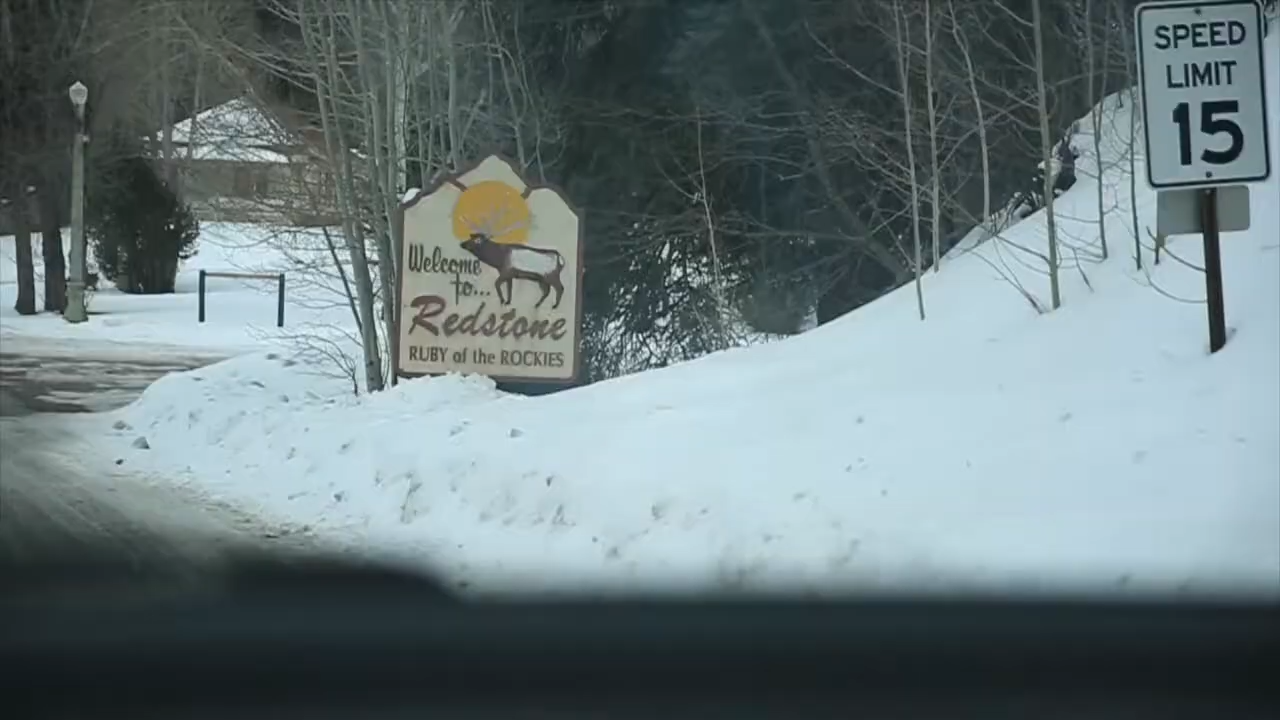 Welcome
to...
Redstone
RUBY of the ROCKIES
SPEED
LIMIT
15